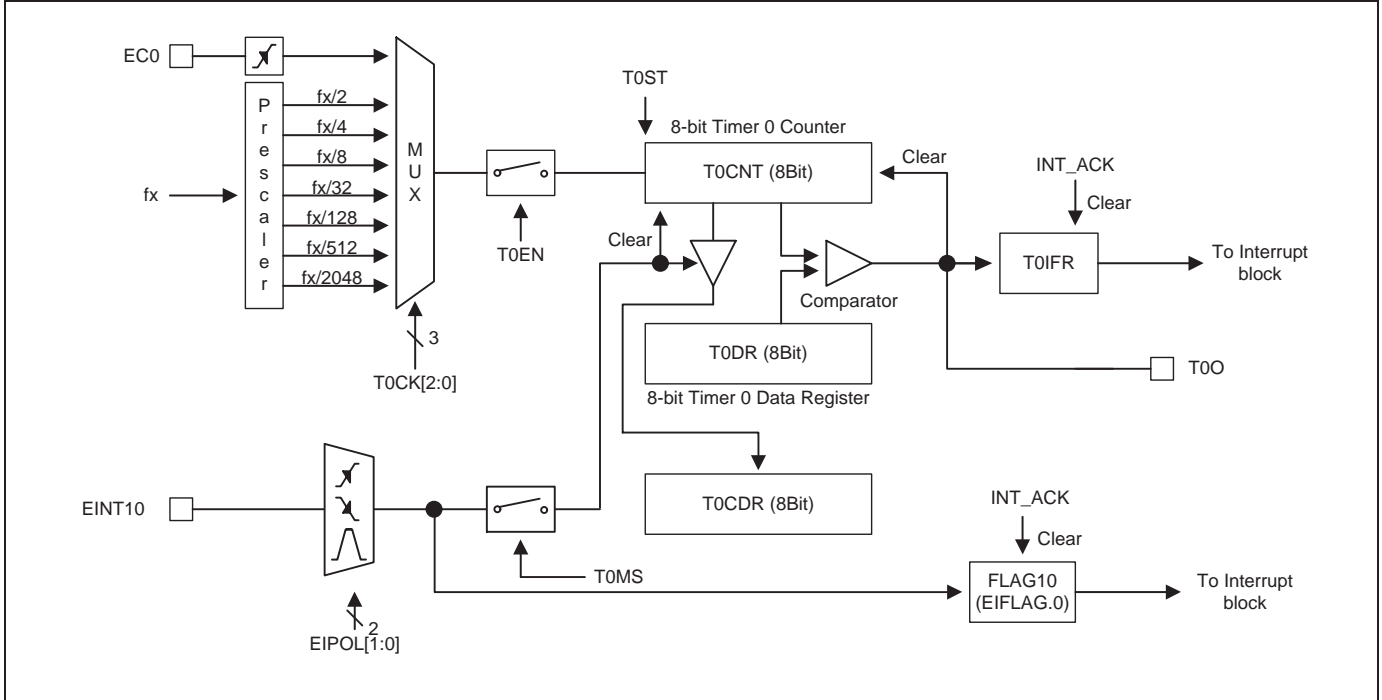 EC0
T0ST
fx/2
P
r
e
s
c
a
l
e
r
fx/4
fx/8
fx/32
fx/128
fx/512
fx/2048
fx
M
U
X
8-bit Timer 0 Counter
T0CNT (8Bit)
Clear
INT_ACK
Clear
T0EN
Clear
T0IFR
To Interrupt
block
Comparator
3
T0CK[2:0]
T0DR (8Bit)
8-bit Timer 0 Data Register
T0O
EINT10
T0CDR (8Bit)
INT_ACK
Clear
T0MS
FLAG10
(EIFLAG.0)
To Interrupt
block
2
EIPOL[1:0]